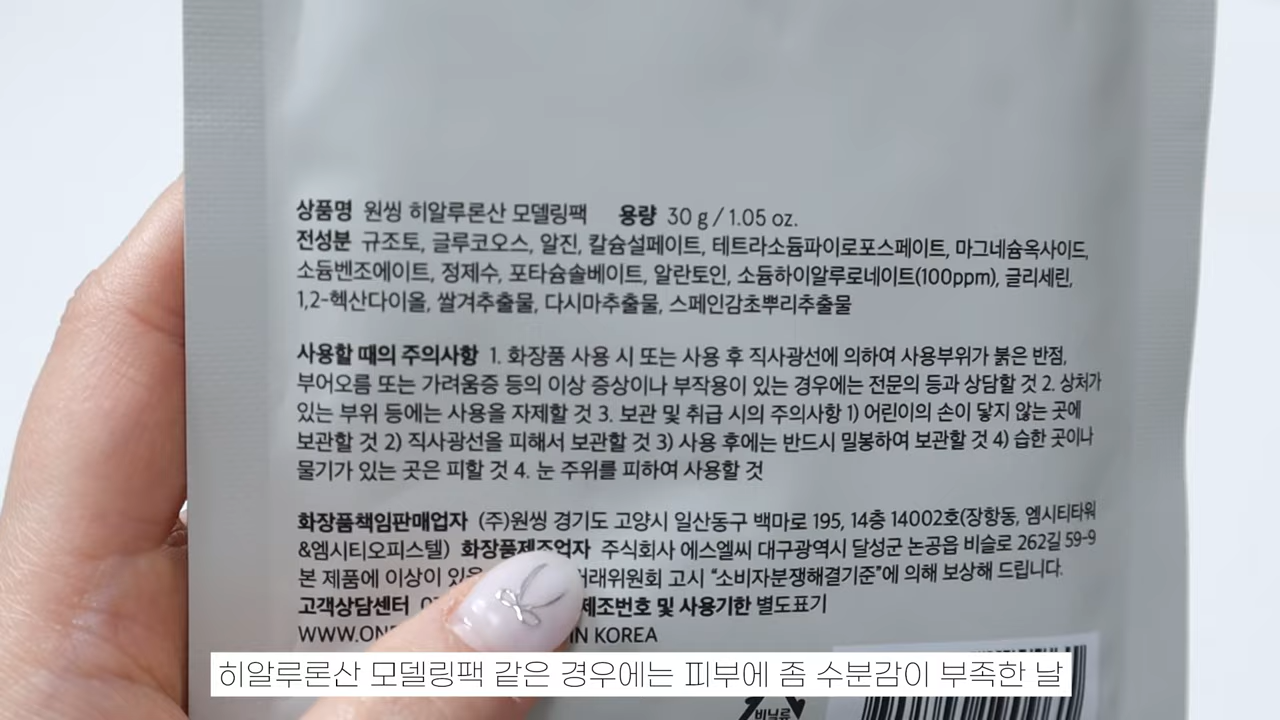 상품명 원씽 히알루론산 모델링팩 용량 30 g / 1.05 oz.
전성분 규조토, 글루코오스, 알진, 칼슘설페이트, 테트라소듐파이로포스페이트, 마그네슘옥사이드,
소듐벤조에이트, 정제수, 포타슘솔베이트, 알란토인, 소듐하이알루로네이트(100ppm), 글리세린,
1,2-헥산다이올, 쌀겨추출물, 다시마추출물, 스페인감초뿌리추출물
사용할 때의 주의사항 1. 화장품 사용 시 또는 사용 후 직사광선에 의하여 사용부위가 붉은 반점,
부어오름 또는 가려움증 등의 이상 증상이나 부작용이 있는 경우에는 전문의 등과 상담할 것 2. 상처가
있는 부위 등에는 사용을 자제할 것 3. 보관 및 취급 시의 주의사항 1) 어린이의 손이 닿지 않는 곳에
보관할 것 2) 직사광선을 피해서 보관할 것 3) 사용 후에는 반드시 밀봉하여 보관할 것 4) 습한 곳이나
물기가 있는 곳은 피할 것 4. 눈 주위를 피하여 사용할 것
화장품책임판매업자 (주)원씽 경기도 고양시 일산동구 백마로 195, 14층 14002호(장항동, 엠시티타워
&엠시티오피스텔) 화장품제조업자 주식회사 에스엘씨 대구광역시 달성군 논공읍 비슬로 262길 59-9
본 제품에 이상이 고시 “소비자분쟁해결기준”에 의해 보상해 드립니다.
고객상담센터 제조번호 및 사용기한 별도표기
IN KOREA
히알루론산 모델링팩 같은 경우에는 피부에 좀 수분감이 부족한 날
비닐류